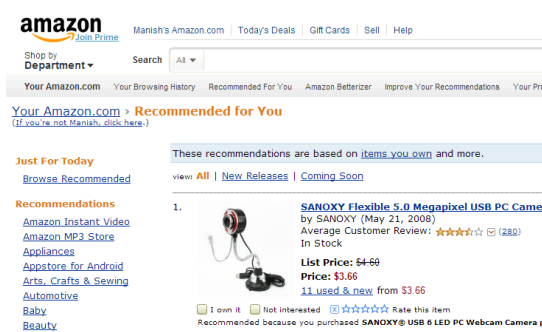 amazon
Join Prime
Manish's Amazon.com | Today's Deals | Gift Cards | Sell | Help
Shop by
Department
Search All
Your Amazon.com Your Browsing History Recommended For You Amazon Betterizer Improve Your Recommendations Your Pr
Your Amazon.com › Recommended for You
(If you're not Manish, click here.)
Just For Today
Browse Recommended
Recommendations
Amazon Instant Video
Amazon MP3 Store
Appliances
Appstore for Android
Arts, Crafts & Sewing
Automotive
Baby
Beauty
These recommendations are based on items you own and more.
view: All | New Releases | Coming Soon
1.
SANOXY Flexible 5.0 Megapixel USB PC Came
by SANOXY (May 21, 2008)
Average Customer Review: (280)
In Stock
List Price: $4.60
Price: $3.66
11 used & new from $3.66
I own it Not interested Rate this item
Recommended because you purchased SANOXY® USB 6 LED PC Webcam Camera p